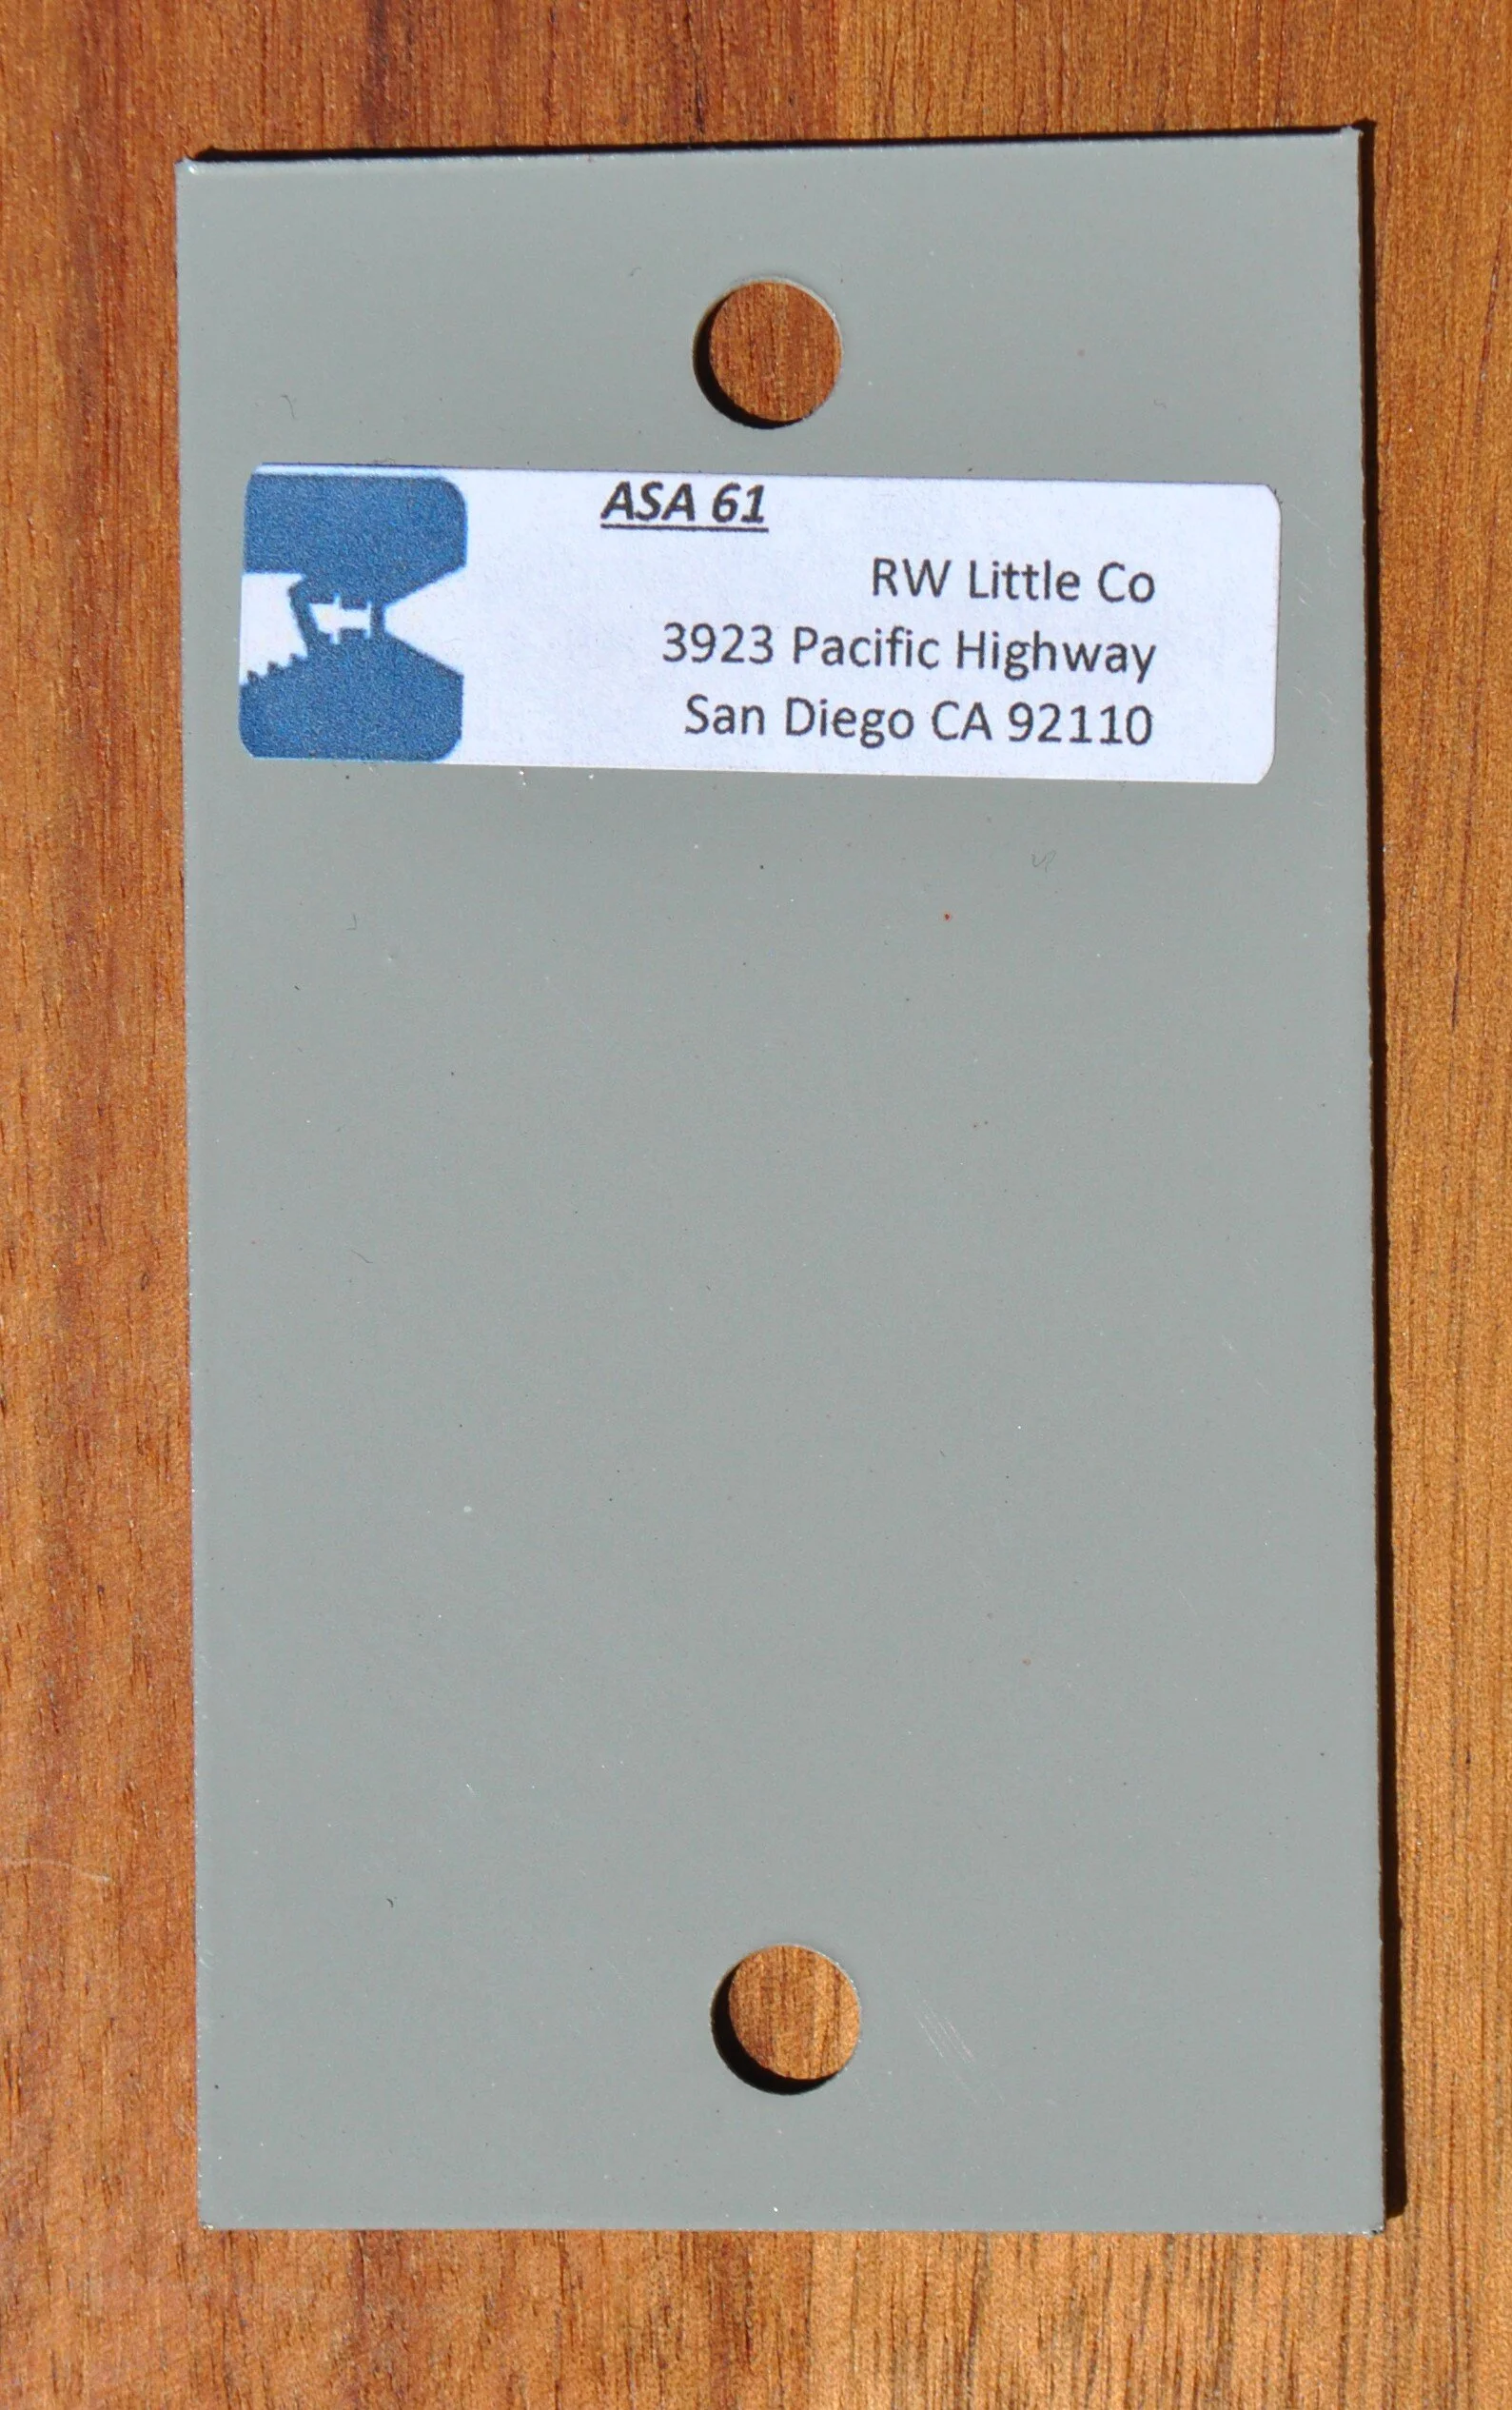 ASA 61
RW Little Co
3923 Pacific Highway
San Diego CA 92110